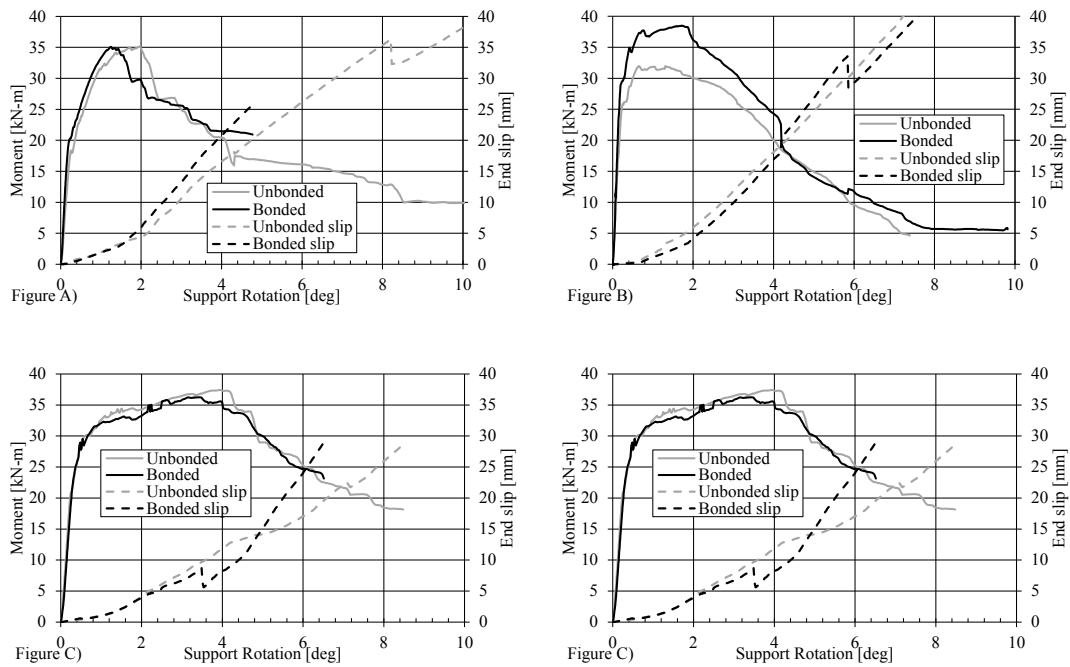 40
35
30
25
20
15
10
5
0
Moment [kN-m]
40
35
30
25
20
15
10
5
0
End slip [mm]
Unbonded
Bonded
Unbonded slip
Bonded slip
0 2 4 6 8 10
Figure A) Support Rotation [deg]
40
35
30
25
20
15
10
5
0
Moment [kN-m]
40
35
30
25
20
15
10
5
0
End slip [mm]
Unbonded
Bonded
Unbonded slip
Bonded slip
0 2 4 6 8 10
Figure B) Support Rotation [deg]
40
35
30
25
20
15
10
5
0
Moment [kN-m]
40
35
30
25
20
15
10
5
0
End slip [mm]
Unbonded
Bonded
Unbonded slip
Bonded slip
0 2 4 6 8 10
Figure C) Support Rotation [deg]
40
35
30
25
20
15
10
5
0
Moment [kN-m]
40
35
30
25
20
15
10
5
0
End slip [mm]
Unbonded
Bonded
Unbonded slip
Bonded slip
0 2 4 6 8 10
Figure C) Support Rotation [deg]